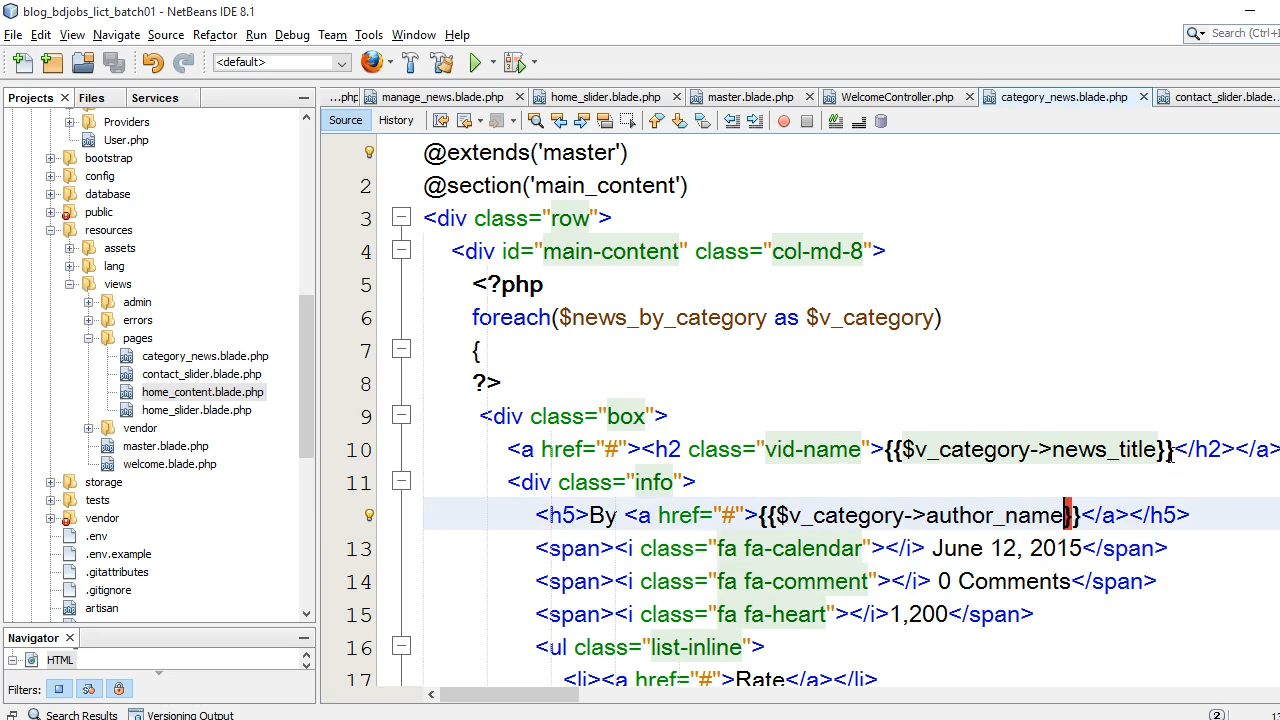 blog_bdjobs_lict_batch01 - NetBeans IDE 8.1
File Edit View Navigate Source Refactor Run Debug Team Tools Window Help
Search (Ctrl+I
<default>
Projects Files Services
...php manage_news.blade.php home_slider.blade.php master.blade.php WelcomeController.php category_news.blade.php contact_slider.blade...
Source History
Providers
User.php
bootstrap
config
database
public
resources
assets
lang
views
admin
errors
pages
category_news.blade.php
contact_slider.blade.php
home_content.blade.php
home_slider.blade.php
vendor
master.blade.php
welcome.blade.php
storage
tests
vendor
.env
.env.example
.gitattributes
.gitignore
artisan
Navigator
HTML
Filters:
Search Results Versioning Output
@extends('master')
2 @section('main_content')
3 <div class="row">
4 <div id="main-content" class="col-md-8">
5 <?php
6 foreach($news_by_category as $v_category)
7 {
8 ?>
9 <div class="box">
10 <a href="#"><h2 class="vid-name">{{$v_category->news_title}}</h2></a>
11 <div class="info">
<h5>By <a href="#">{{$v_category->author_name}}</a></h5>
13 <span><i class="fa fa-calendar"></i> June 12, 2015</span>
14 <span><i class="fa fa-comment"></i> 0 Comments</span>
15 <span><i class="fa fa-heart"></i>1,200</span>
16 <ul class="list-inline">
17 <li><a href="#">Rate</a></li>
2